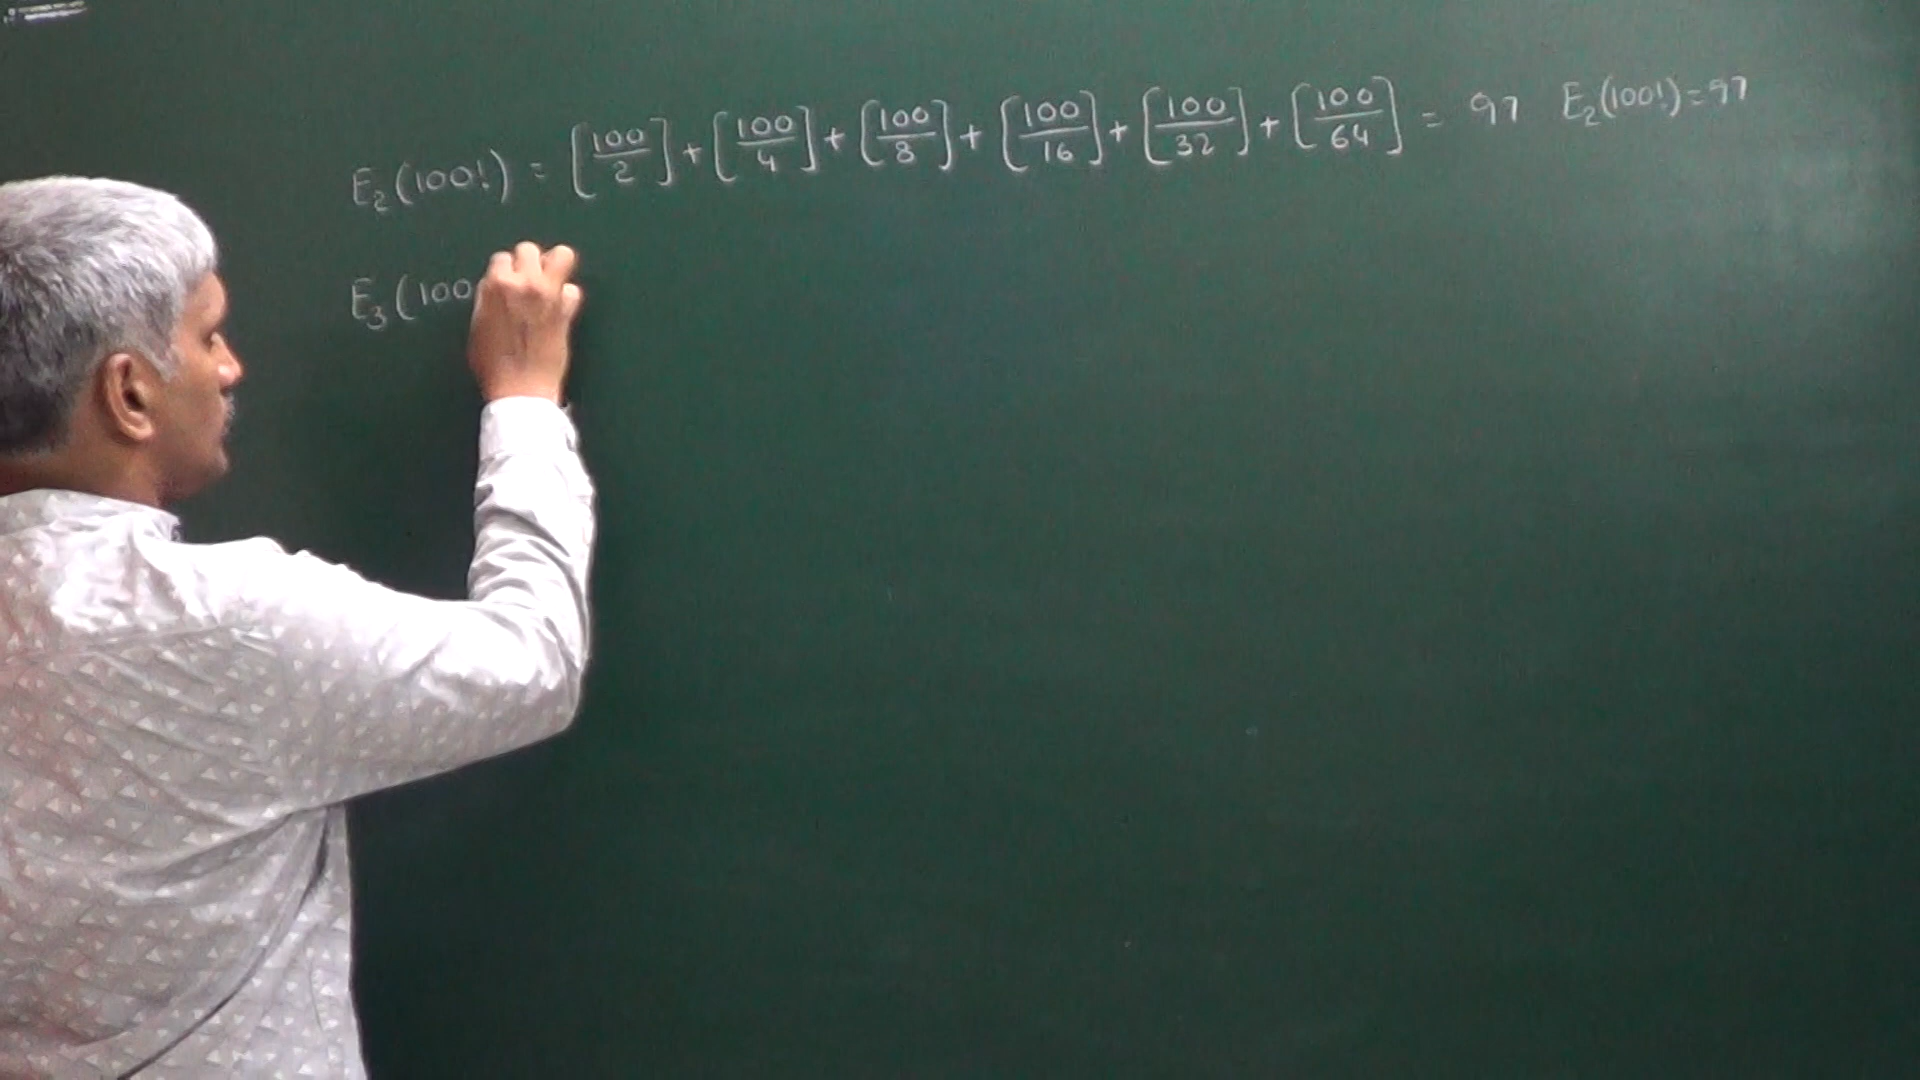 E₂(100!) = [100/2] + [100/4] + [100/8] + [100/16] + [100/32] + [100/64] = 97 E₂(100!) = 97
E₃(100